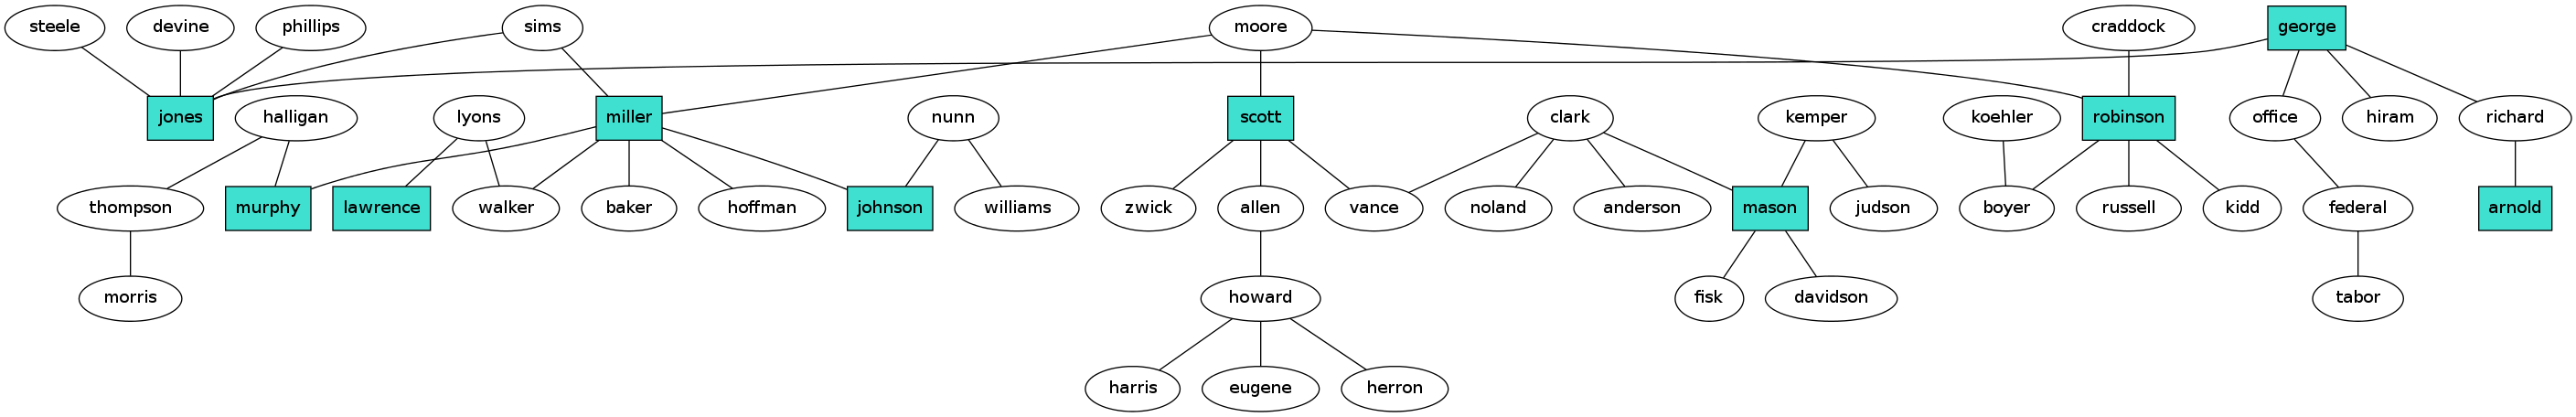 steele
devine
phillips
sims
moore
craddock
george
jones
halligan
lyons
miller
nunn
scott
clark
kemper
koehler
robinson
office
hiram
richard
thompson
murphy
lawrence
walker
baker
hoffman
johnson
williams
zwick
allen
vance
noland
anderson
mason
judson
boyer
russell
kidd
federal
arnold
morris
howard
fisk
davidson
tabor
harris
eugene
herron